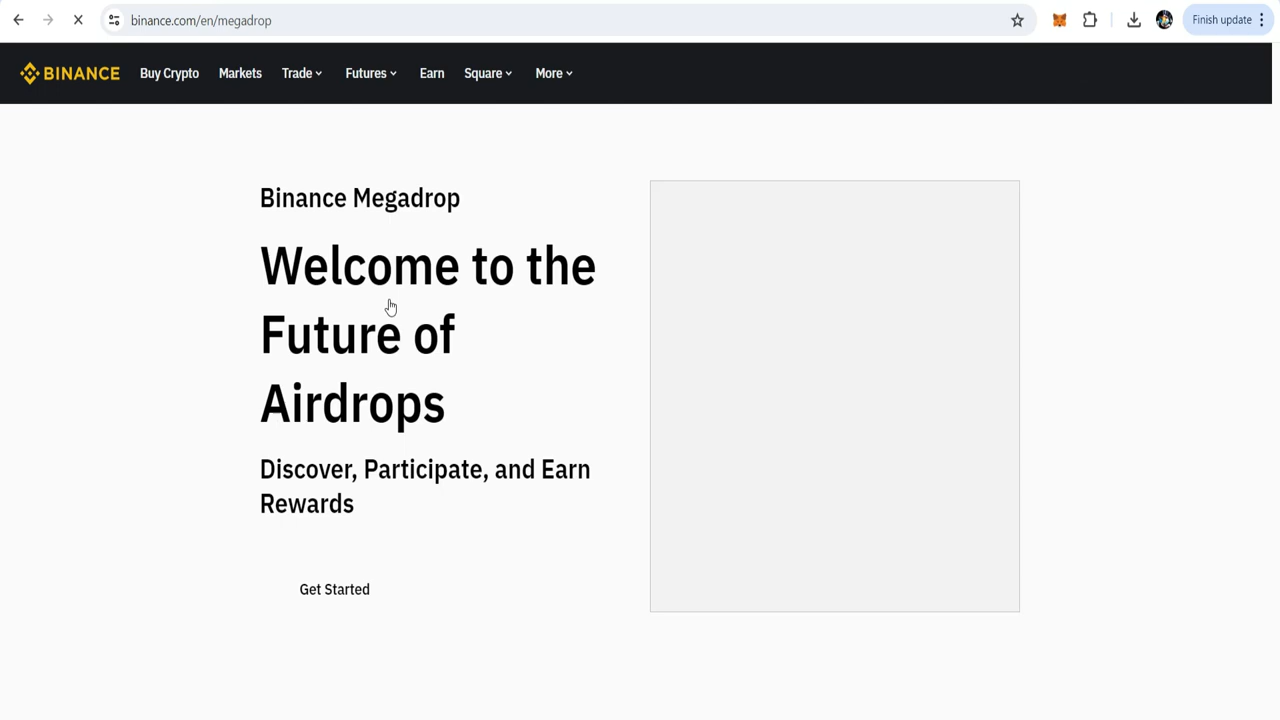 binance.com/en/megadrop
Finish update
BINANCE Buy Crypto Markets Trade Futures Earn Square More
Binance Megadrop
Welcome to the
Future of
Airdrops
Discover, Participate, and Earn
Rewards
Get Started